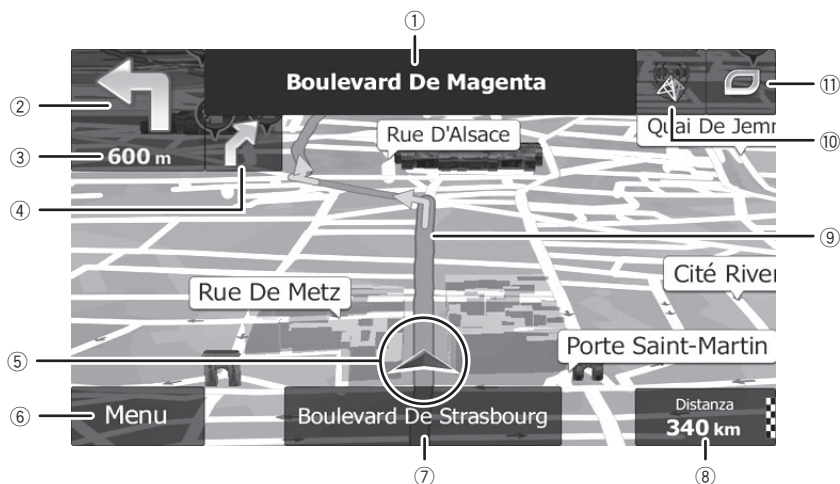 ①
Boulevard De Magenta
②
⑪
Rue D'Alsace
Quai De Jemm
⑩
③
600 m
④
⑨
Cité River
Rue De Metz
⑤
Porte Saint-Martin
⑥
Menu
Boulevard De Strasbourg
Distanza
340 km
⑦
⑧